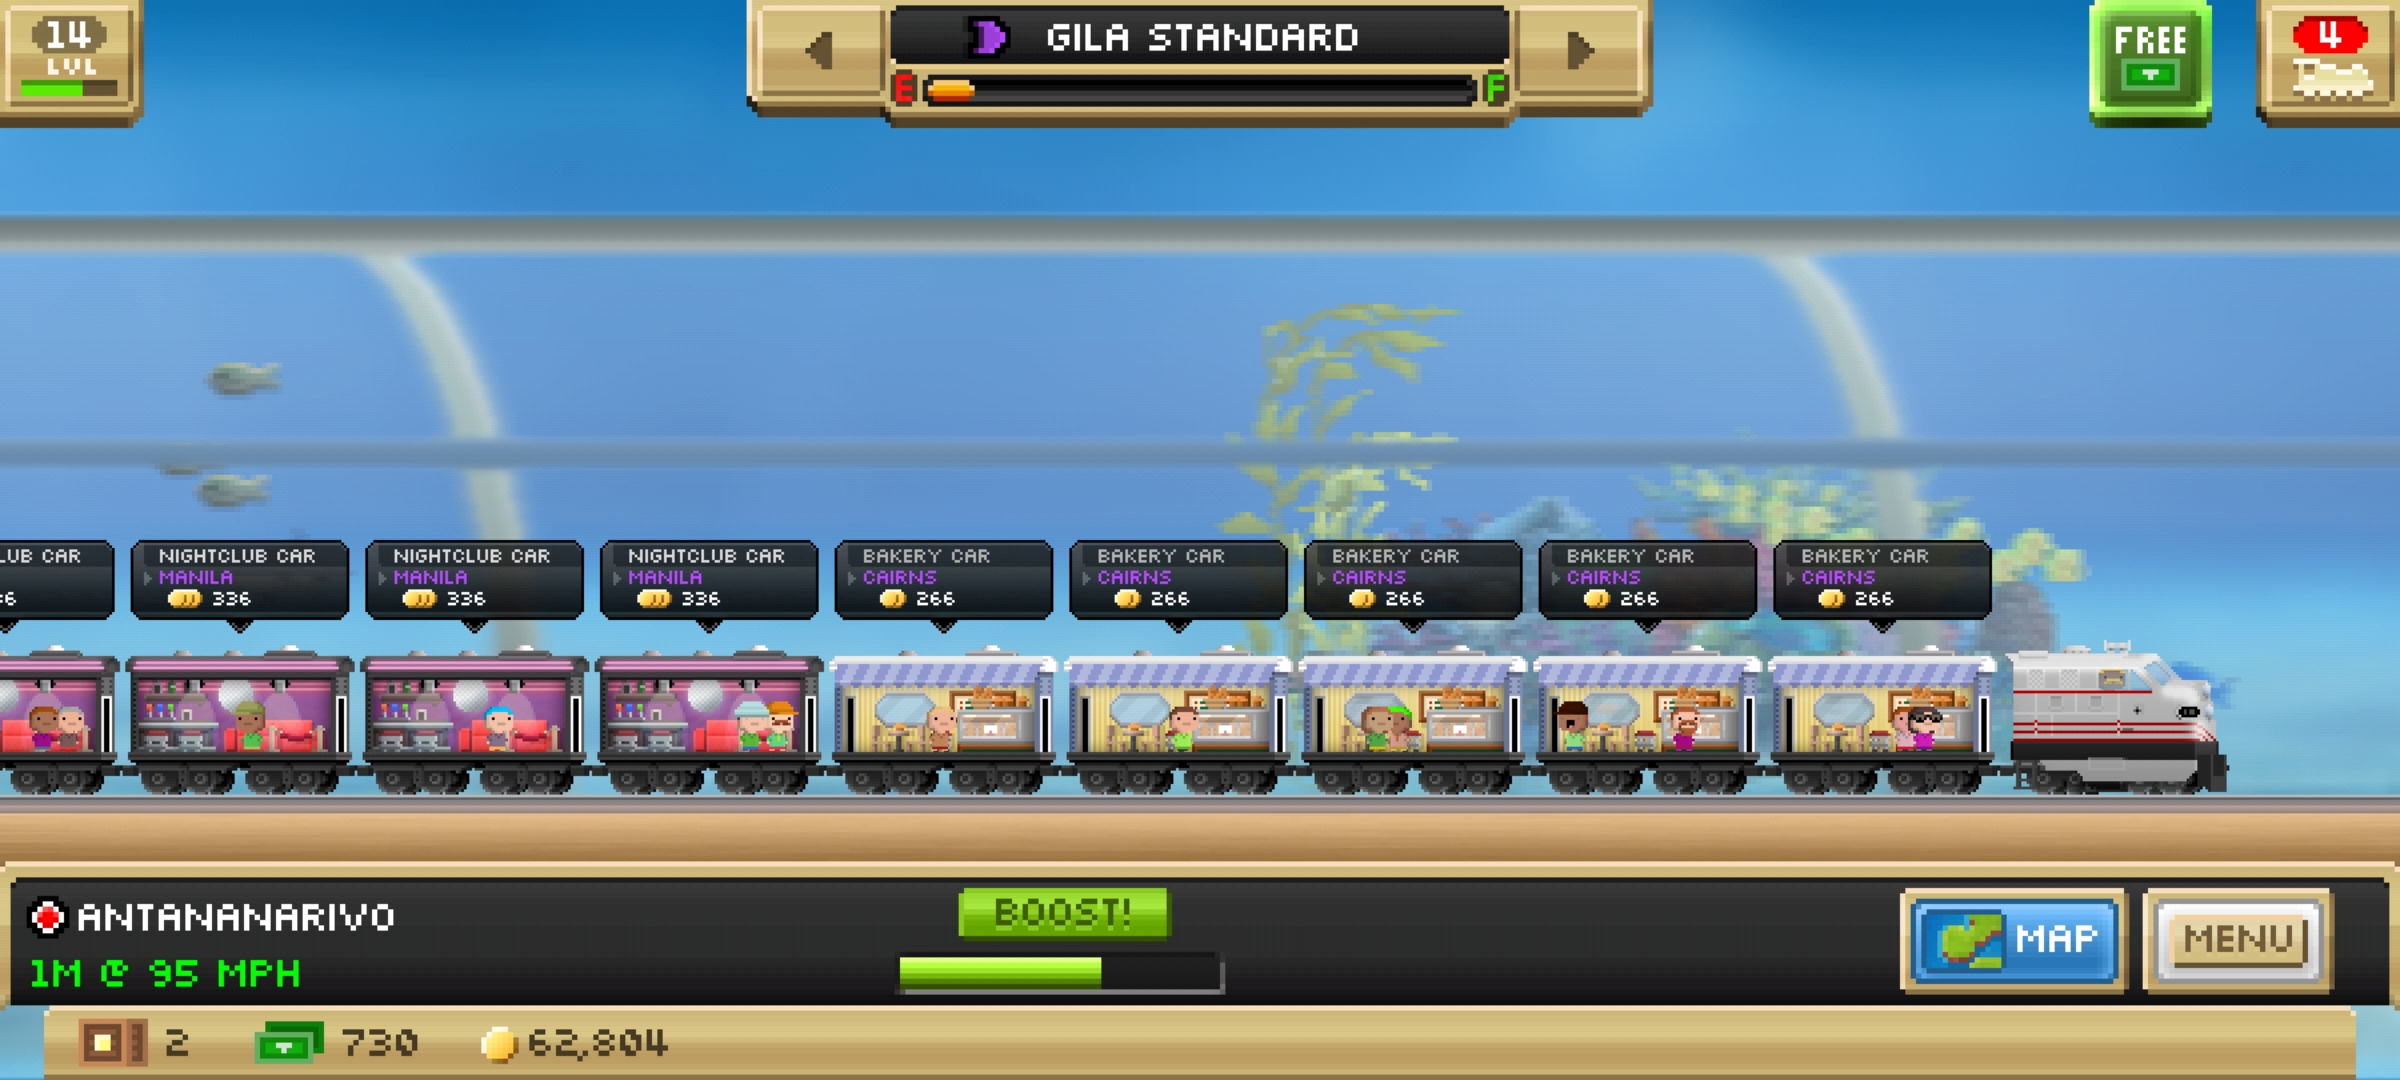 14
LVL
GILA STANDARD
E F
FREE
4
LUB CAR
NIGHTCLUB CAR
MANILA
336
NIGHTCLUB CAR
MANILA
336
NIGHTCLUB CAR
MANILA
336
BAKERY CAR
CAIRNS
266
BAKERY CAR
CAIRNS
266
BAKERY CAR
CAIRNS
266
BAKERY CAR
CAIRNS
266
BAKERY CAR
CAIRNS
266
ANTANANARIVO
1M @ 95 MPH
BOOST!
MAP
MENU
2
730
62,804